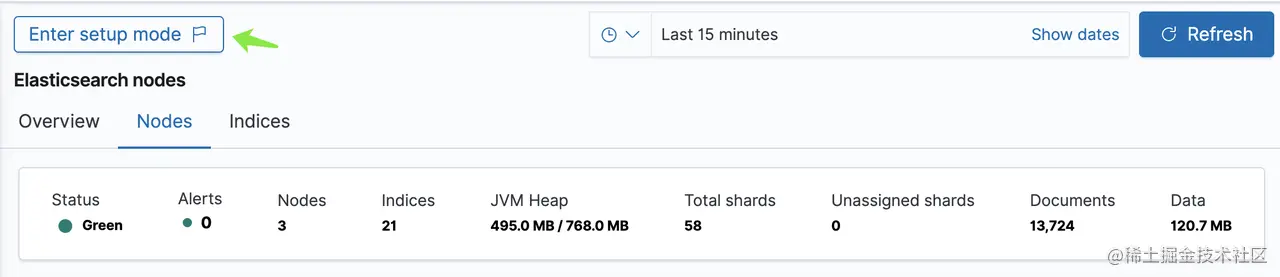 Enter setup mode
Last 15 minutes
Show dates
Refresh
Elasticsearch nodes
Overview Nodes Indices
Status Alerts Nodes Indices JVM Heap Total shards Unassigned shards Documents Data
Green 0 3 21 495.0 MB / 768.0 MB 58 0 13,724 120.7 MB
@稀土掘金技术社区